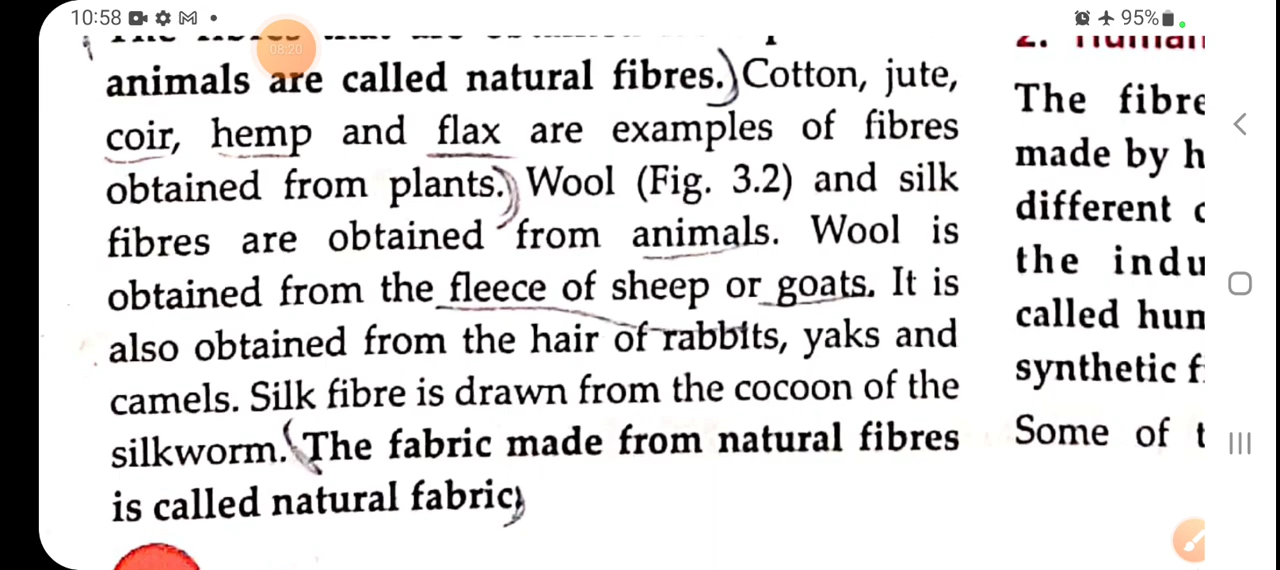 10:58
95%
08:20
animals are called natural fibres. Cotton, jute,
coir, hemp and flax are examples of fibres
obtained from plants. Wool (Fig. 3.2) and silk
fibres are obtained from animals. Wool is
obtained from the fleece of sheep or goats. It is
also obtained from the hair of rabbits, yaks and
camels. Silk fibre is drawn from the cocoon of the
silkworm. The fabric made from natural fibres
is called natural fabric
2.
The fibre
made by h
different
the indu
called hum
synthetic f
Some of t